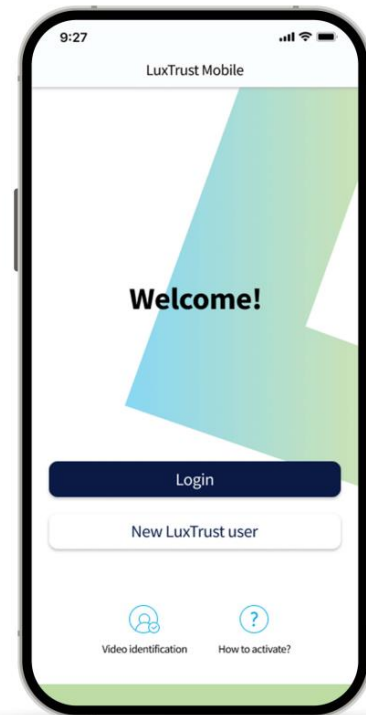 9:27
LuxTrust Mobile
Welcome!
Login
New LuxTrust user
?
Video identification How to activate?